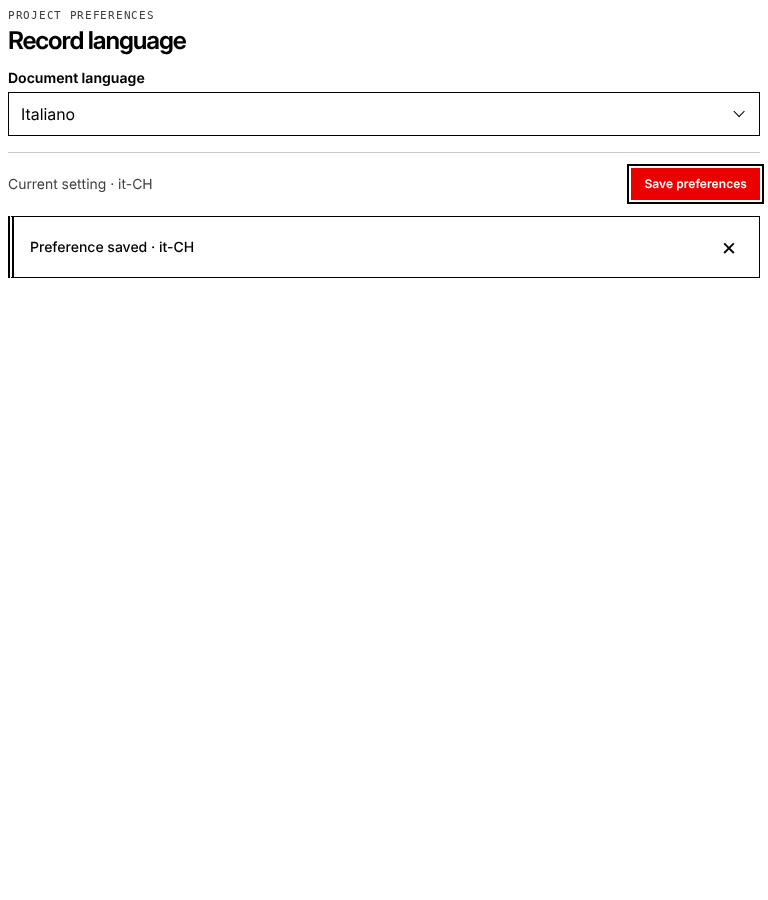 PROJECT PREFERENCES
Record language
Document language
Italiano
Current setting · it-CH
Save preferences
Preference saved · it-CH